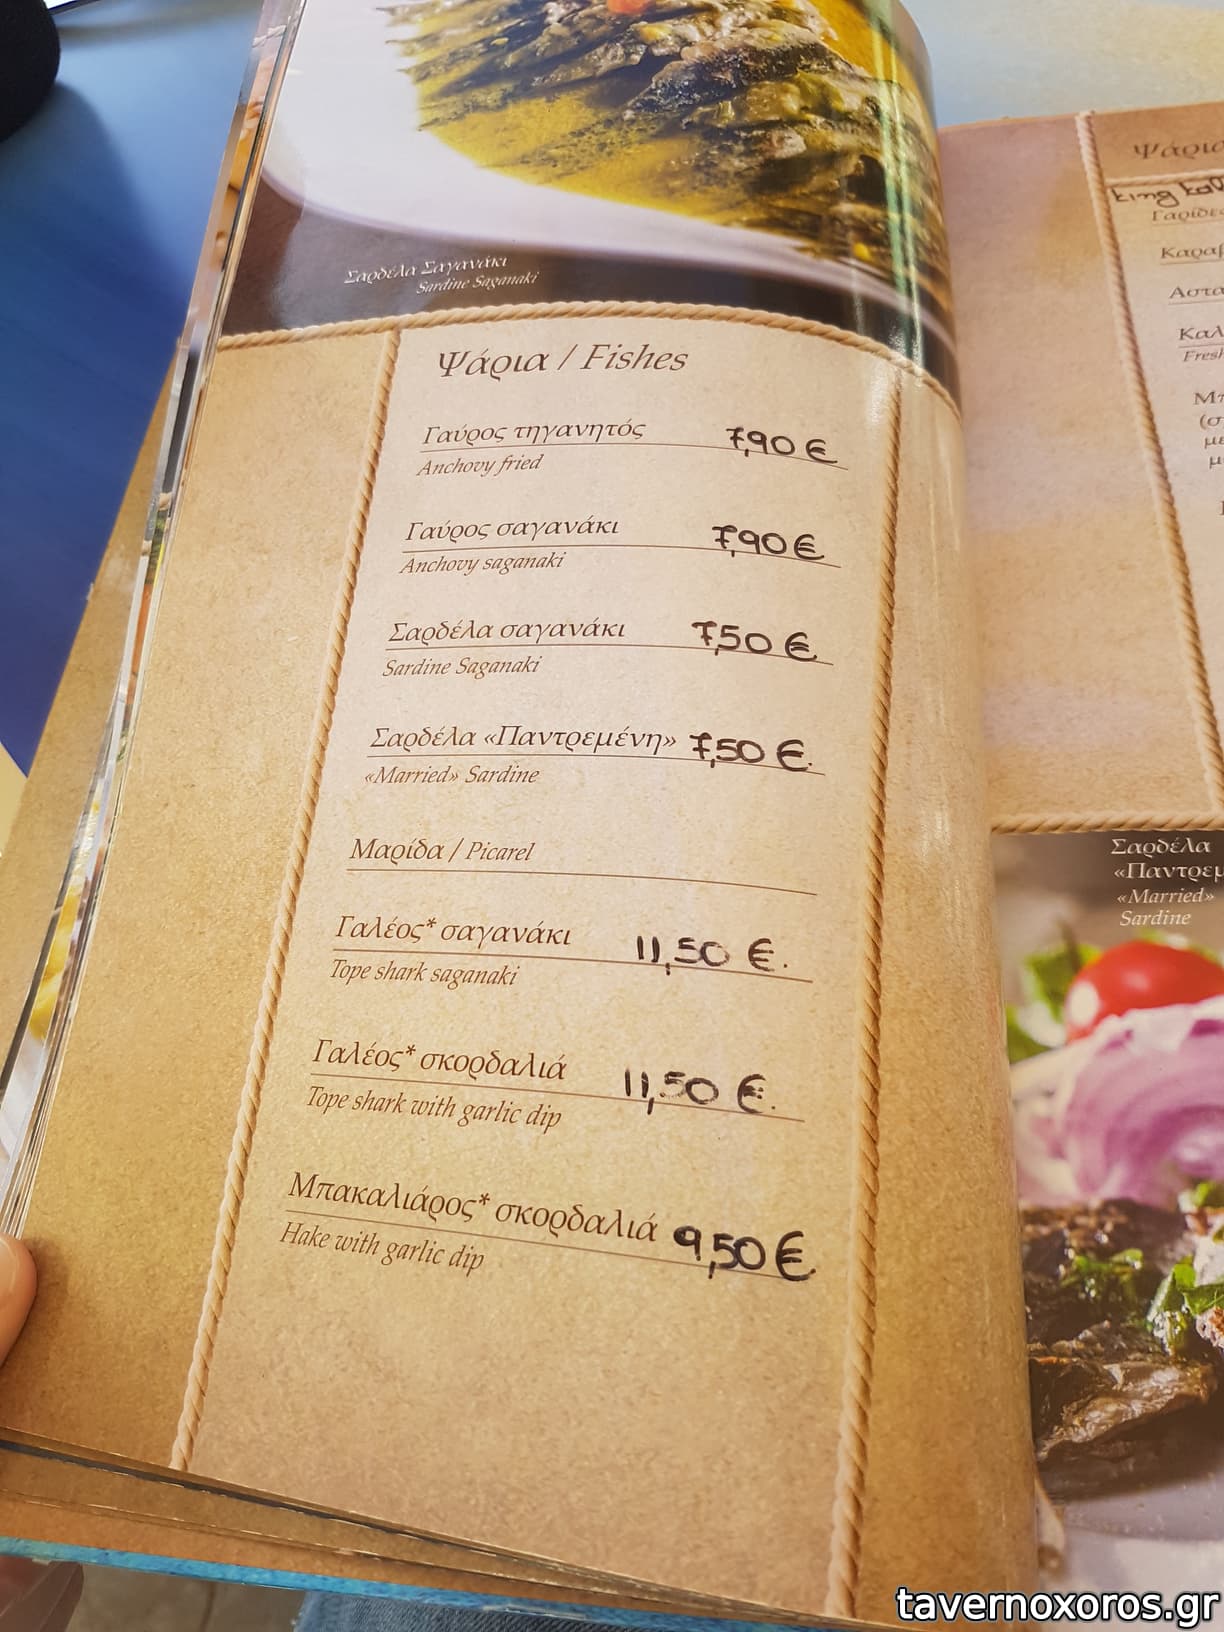 Σαρδέλα Σαγανάκι
Sardine Saganaki
Ψάρια / Fishes
Γαύρος τηγανητός 7,90 €
Anchovy fried
Γαύρος σαγανάκι 7,90 €
Anchovy saganaki
Σαρδέλα σαγανάκι 7,50 €
Sardine Saganaki
Σαρδέλα «Παντρεμένη» 7,50 €.
«Married» Sardine
Μαρίδα / Picarel
Γαλέος* σαγανάκι 11,50 €.
Tope shark saganaki
Γαλέος* σκορδαλιά 11,50 €.
Tope shark with garlic dip
Μπακαλιάρος* σκορδαλιά 9,50 €
Hake with garlic dip
King
Σαρδέλα
«Married»
Sardine
tavernoxoros.gr